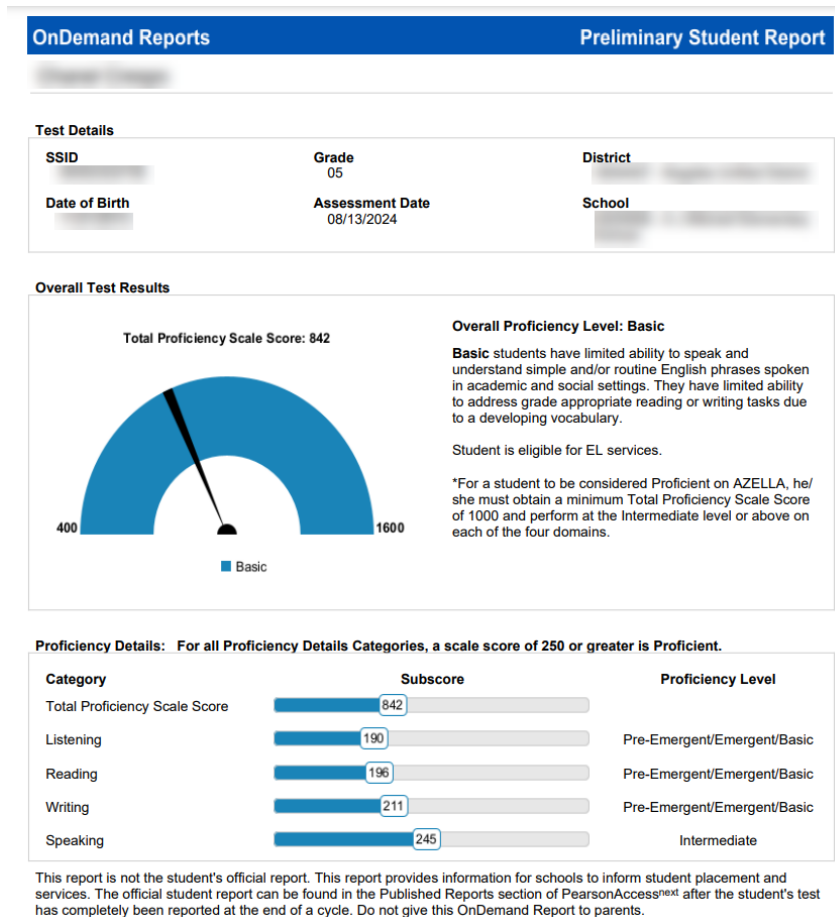 OnDemand Reports Preliminary Student Report
Test Details
SSID Grade District
05
Date of Birth Assessment Date School
08/13/2024
Overall Test Results
Total Proficiency Scale Score: 842
400 1600
Basic
Overall Proficiency Level: Basic
Basic students have limited ability to speak and
understand simple and/or routine English phrases spoken
in academic and social settings. They have limited ability
to address grade appropriate reading or writing tasks due
to a developing vocabulary.
Student is eligible for EL services.
*For a student to be considered Proficient on AZELLA, he/
she must obtain a minimum Total Proficiency Scale Score
of 1000 and perform at the Intermediate level or above on
each of the four domains.
Proficiency Details: For all Proficiency Details Categories, a scale score of 250 or greater is Proficient.
Category Subscore Proficiency Level
Total Proficiency Scale Score 842
Listening 190 Pre-Emergent/Emergent/Basic
Reading 196 Pre-Emergent/Emergent/Basic
Writing 211 Pre-Emergent/Emergent/Basic
Speaking 245 Intermediate
This report is not the student's official report. This report provides information for schools to inform student placement and
services. The official student report can be found in the Published Reports section of PearsonAccessnext after the student's test
has completely been reported at the end of a cycle. Do not give this OnDemand Report to parents.